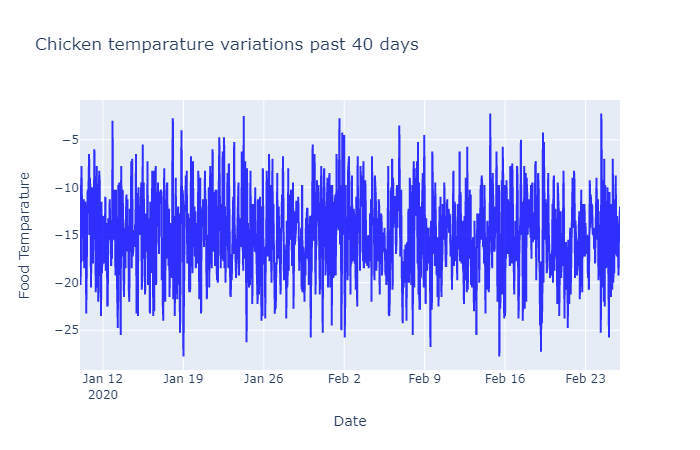 Chicken temparature variations past 40 days
Food Temparature
−5
−10
−15
−20
−25
Jan 12
2020
Jan 19
Jan 26
Feb 2
Feb 9
Feb 16
Feb 23
Date